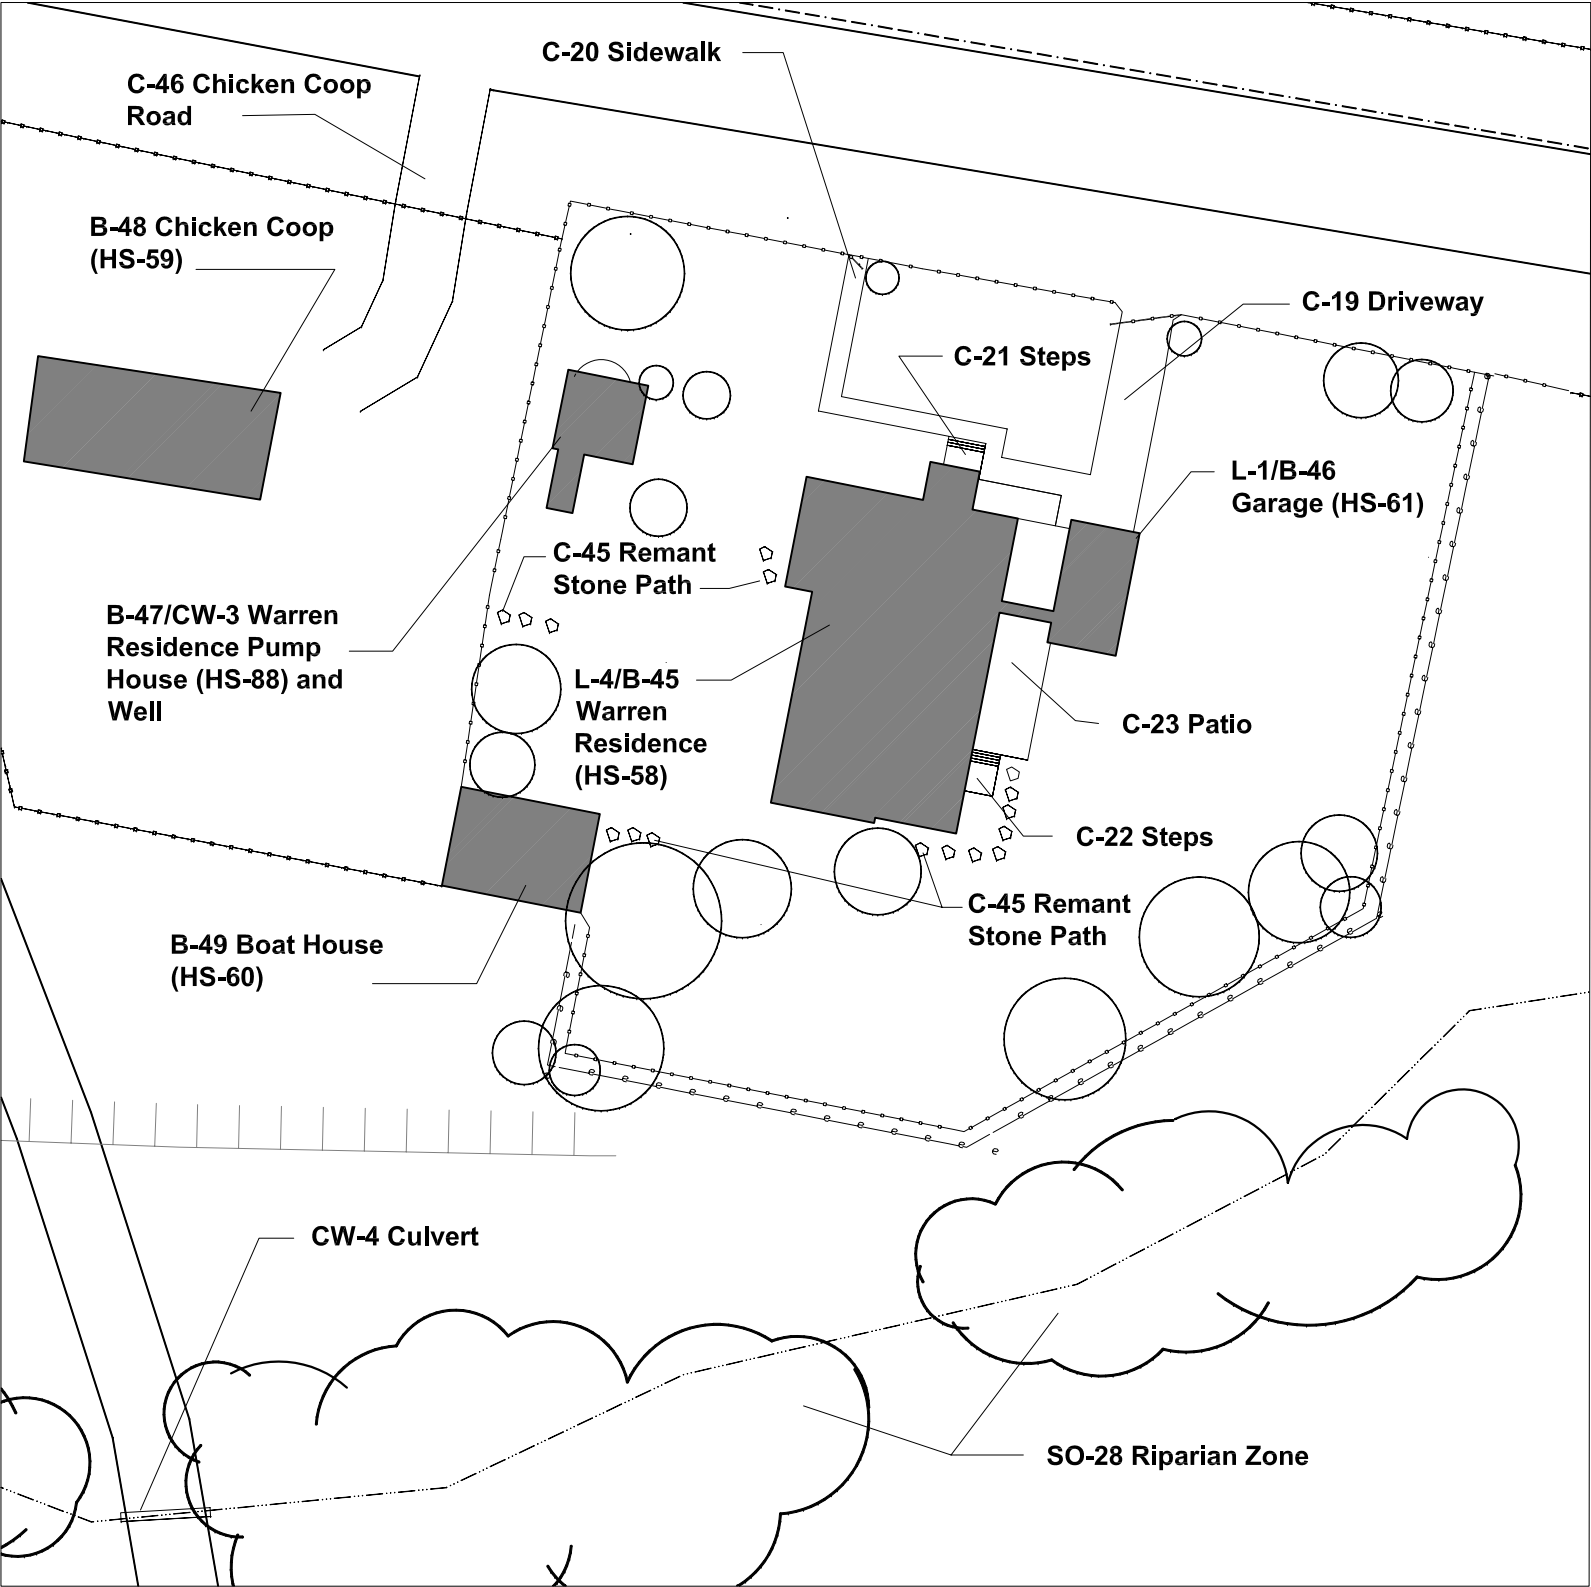 C-20 Sidewalk
C-46 Chicken Coop
Road
B-48 Chicken Coop
(HS-59)
C-19 Driveway
C-21 Steps
L-1/B-46
Garage (HS-61)
C-45 Remant
Stone Path
B-47/CW-3 Warren
Residence Pump
House (HS-88) and
Well
L-4/B-45
Warren
Residence
(HS-58)
C-23 Patio
C-22 Steps
C-45 Remant
Stone Path
B-49 Boat House
(HS-60)
CW-4 Culvert
SO-28 Riparian Zone